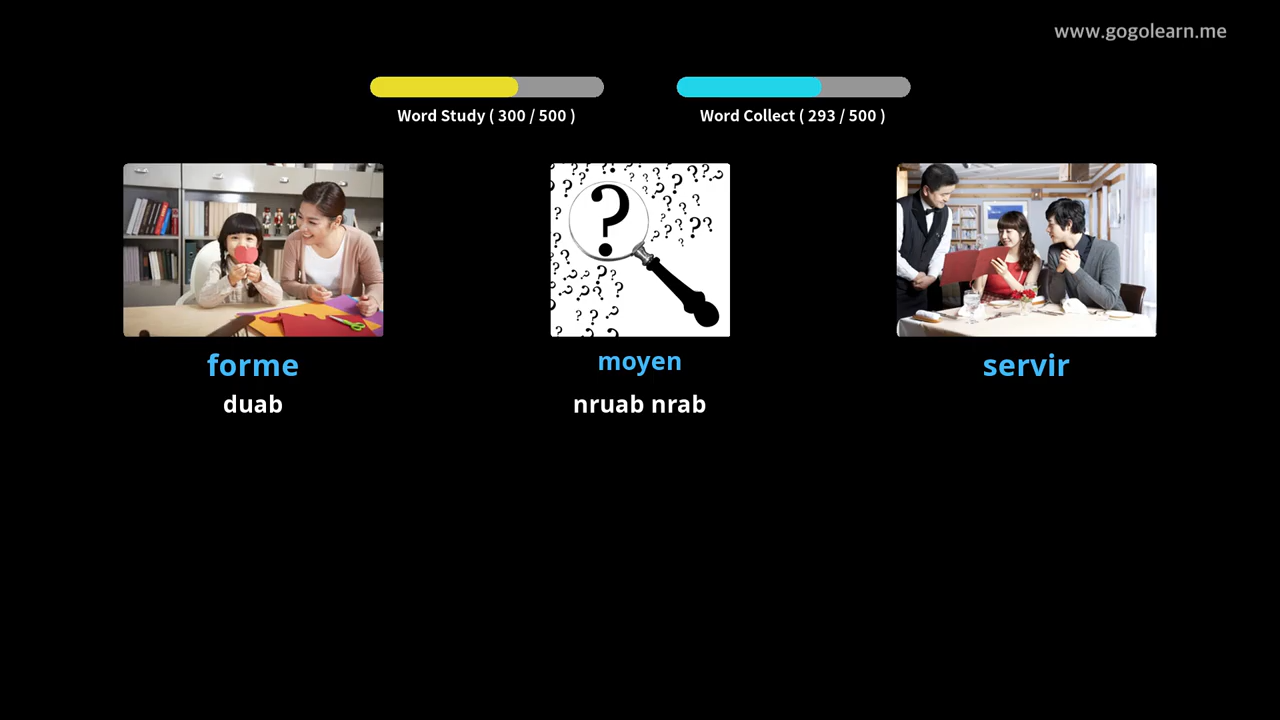 www.gogolearn.me
Word Study ( 300 / 500 )
Word Collect ( 293 / 500 )
forme
moyen
servir
duab
nruab nrab